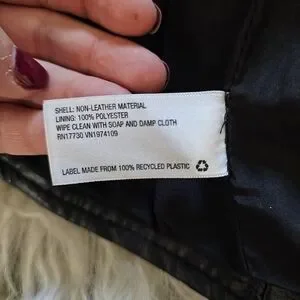 SHELL: NON-LEATHER MATERIAL
LINING: 100% POLYESTER
WIPE CLEAN WITH SOAP AND DAMP CLOTH
RN17730 VN1974109
LABEL MADE FROM 100% RECYCLED PLASTIC